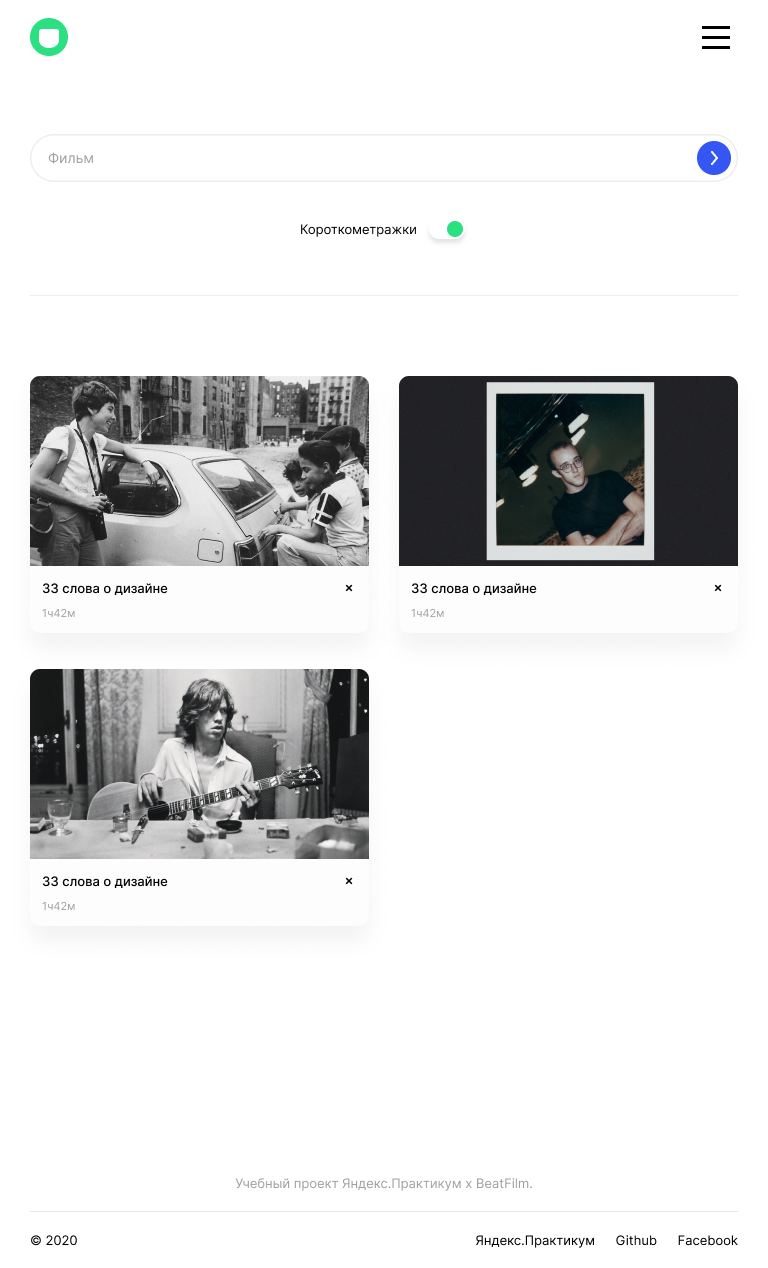 Фильм
Короткометражки
33 слова о дизайне
1ч42м
33 слова о дизайне
1ч42м
33 слова о дизайне
1ч42м
Учебный проект Яндекс.Практикум х BeatFilm.
© 2020
Яндекс.Практикум Github Facebook